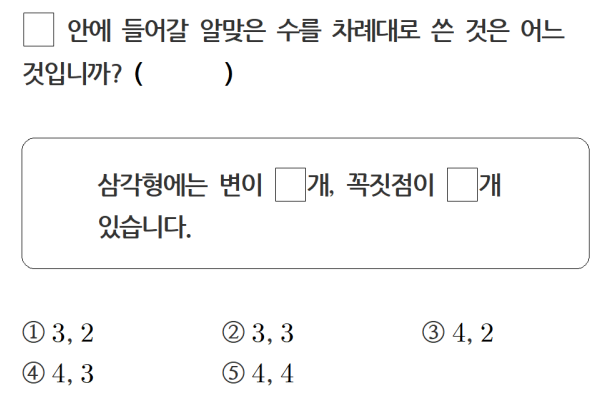 □ 안에 들어갈 알맞은 수를 차례대로 쓴 것은 어느
것입니까? (          )
삼각형에는 변이 □개, 꼭짓점이 □개
있습니다.
① 3, 2 ② 3, 3 ③ 4, 2
④ 4, 3 ⑤ 4, 4